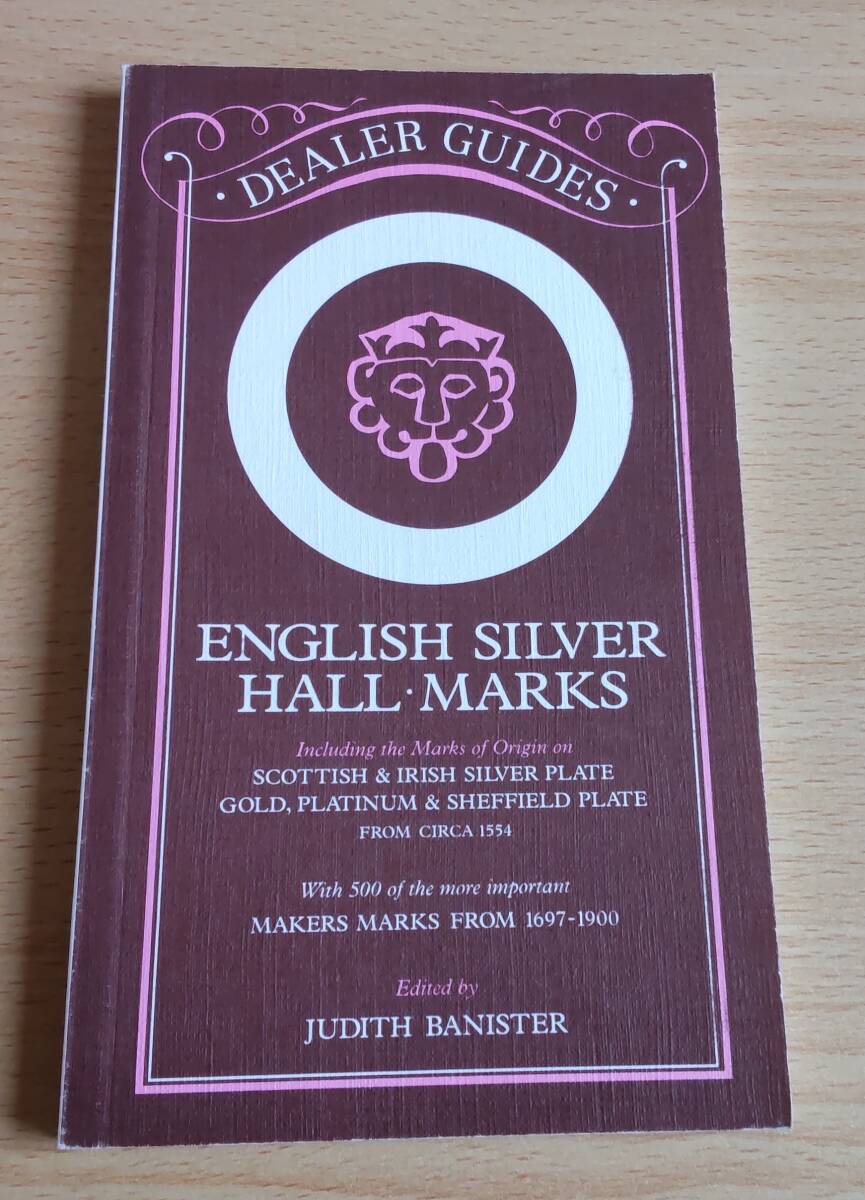 · DEALER GUIDES ·
ENGLISH SILVER
HALL·MARKS
Including the Marks of Origin on
SCOTTISH & IRISH SILVER PLATE
GOLD, PLATINUM & SHEFFIELD PLATE
FROM CIRCA 1554
With 500 of the more important
MAKERS MARKS FROM 1697-1900
Edited by
JUDITH BANISTER